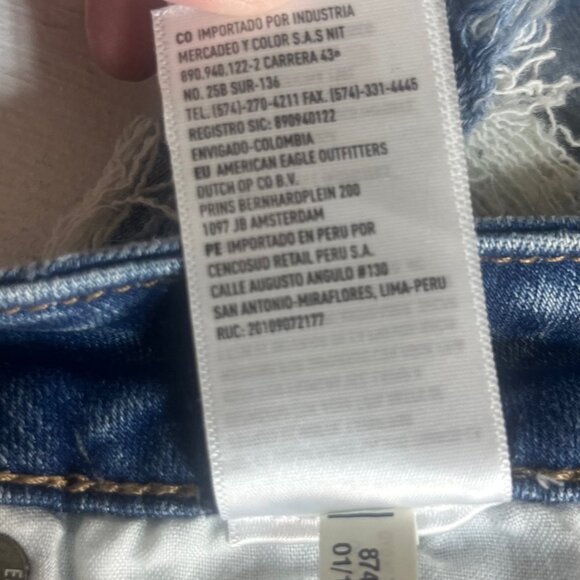 CO IMPORTADO POR INDUSTRIA
MERCADEO Y COLOR S.A.S NIT
890.940.122-2 CARRERA 43ª
NO. 25B SUR-136
TEL. (574)-270-4211 FAX. (574)-331-4445
REGISTRO SIC: 890940122
ENVIGADO-COLOMBIA
EU AMERICAN EAGLE OUTFITTERS
DUTCH OP CO B.V.
PRINS BERNHARDPLEIN 200
1097 JB AMSTERDAM
PE IMPORTADO EN PERU POR
CENCOSUD RETAIL PERU S.A.
CALLE AUGUSTO ANGULO #130
SAN ANTONIO-MIRAFLORES, LIMA-PERU
RUC: 20109072177
874
01/
E